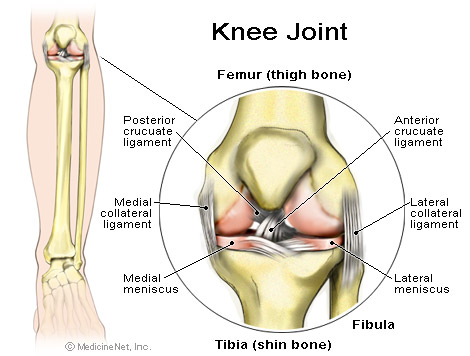 Knee Joint
Femur (thigh bone)
Posterior
crucuate
ligament
Anterior
crucuate
ligament
Medial
collateral
ligament
Lateral
collateral
ligament
Medial
meniscus
Lateral
meniscus
Fibula
Tibia (shin bone)
© MedicineNet, Inc.